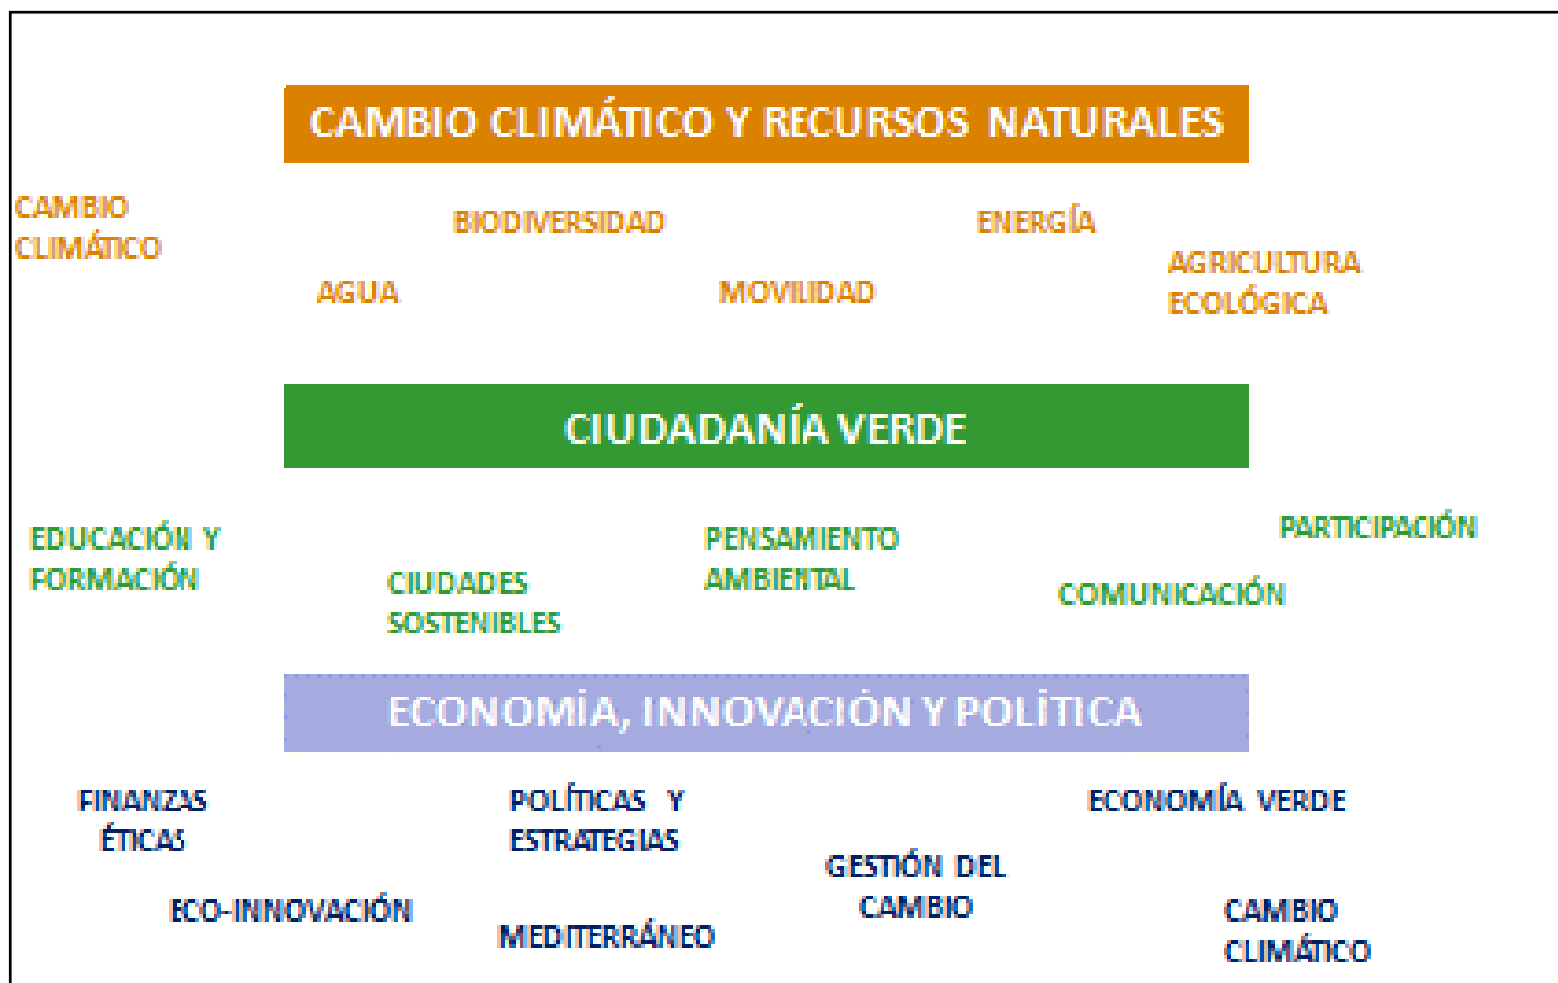 CAMBIO CLIMÁTICO Y RECURSOS NATURALES
CAMBIO
CLIMÁTICO
BIODIVERSIDAD
ENERGÍA
AGUA
MOVILIDAD
AGRICULTURA
ECOLÓGICA
CIUDADANÍA VERDE
EDUCACIÓN Y
FORMACIÓN
CIUDADES
SOSTENIBLES
PENSAMIENTO
AMBIENTAL
COMUNICACIÓN
PARTICIPACIÓN
ECONOMÍA, INNOVACIÓN Y POLÍTICA
FINANZAS
ÉTICAS
ECO-INNOVACIÓN
POLÍTICAS Y
ESTRATEGIAS
MEDITERRÁNEO
GESTIÓN DEL
CAMBIO
ECONOMÍA VERDE
CAMBIO
CLIMÁTICO